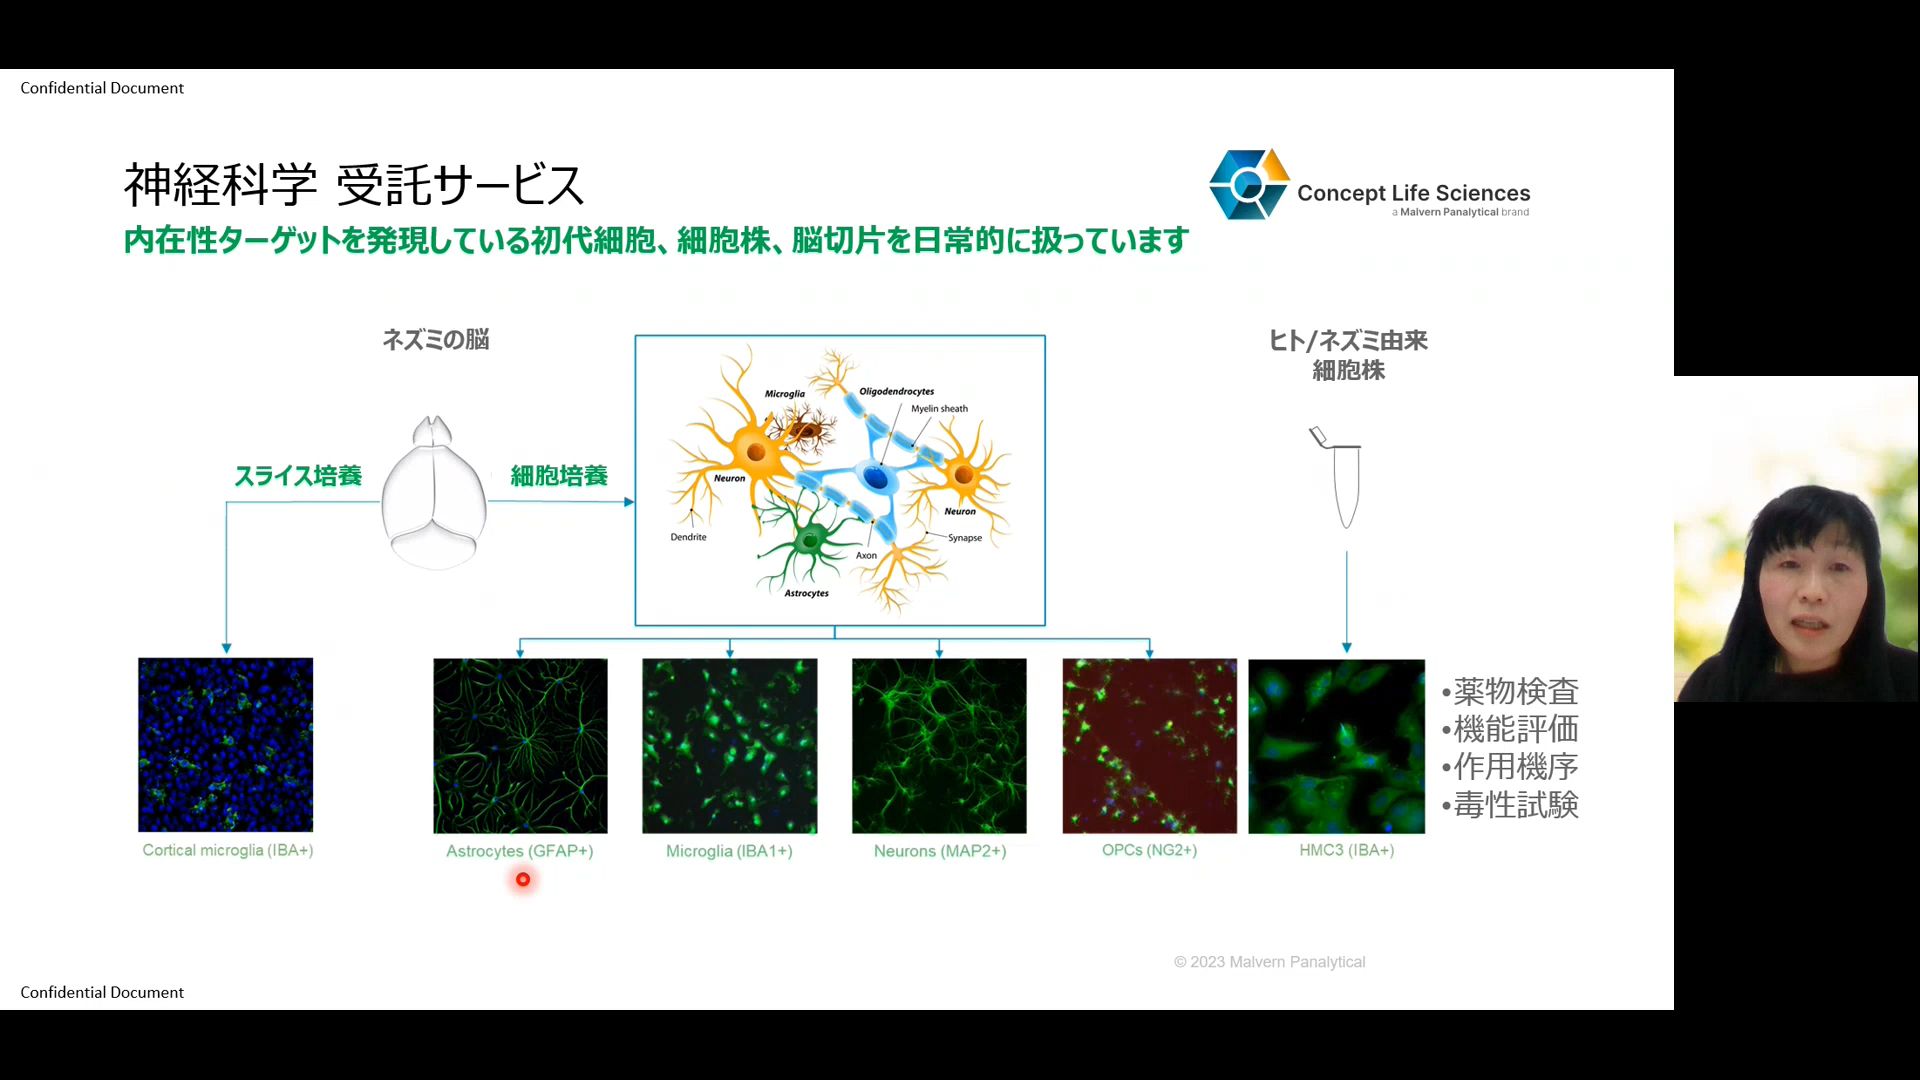 Confidential Document
神経科学 受託サービス
Concept Life Sciences
a Malvern Panalytical brand
内在性ターゲットを発現している初代細胞、細胞株、脳切片を日常的に扱っています
ネズミの脳
スライス培養
細胞培養
Microglia
Oligodendrocytes
Myelin sheath
Neuron
Neuron
Dendrite
Axon
Synapse
Astrocytes
ヒト/ネズミ由来
細胞株
Cortical microglia (IBA+)
Astrocytes (GFAP+)
Microglia (IBA1+)
Neurons (MAP2+)
OPCs (NG2+)
HMC3 (IBA+)
•薬物検査
•機能評価
•作用機序
•毒性試験
© 2023 Malvern Panalytical
Confidential Document